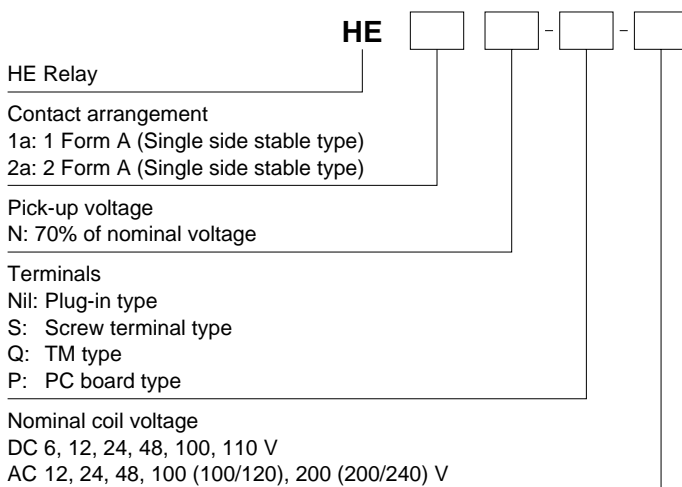 HE - -
HE Relay
Contact arrangement
1a: 1 Form A (Single side stable type)
2a: 2 Form A (Single side stable type)
Pick-up voltage
N: 70% of nominal voltage
Terminals
Nil: Plug-in type
S: Screw terminal type
Q: TM type
P: PC board type
Nominal coil voltage
DC 6, 12, 24, 48, 100, 110 V
AC 12, 24, 48, 100 (100/120), 200 (200/240) V